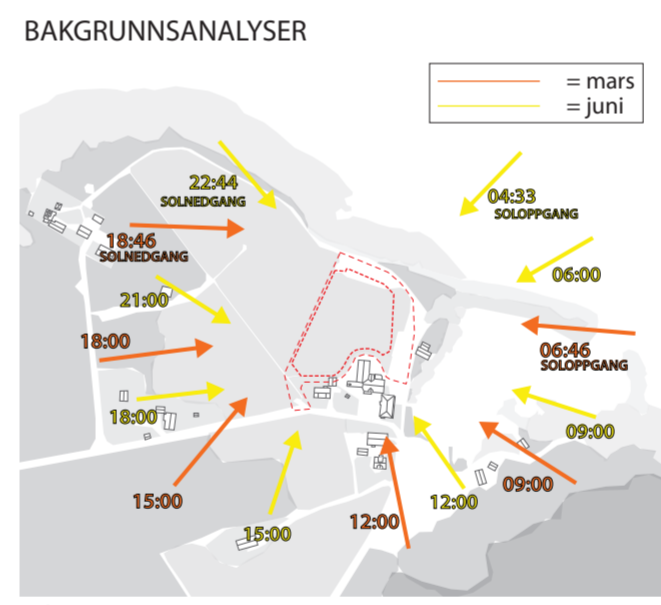 BAKGRUNNSANALYSER
= mars
= juni
22:44
SOLNEDGANG
04:33
SOLOPPGANG
18:46
SOLNEDGANG
06:00
21:00
18:00
06:46
SOLOPPGANG
18:00
09:00
15:00
12:00
09:00
15:00
12:00